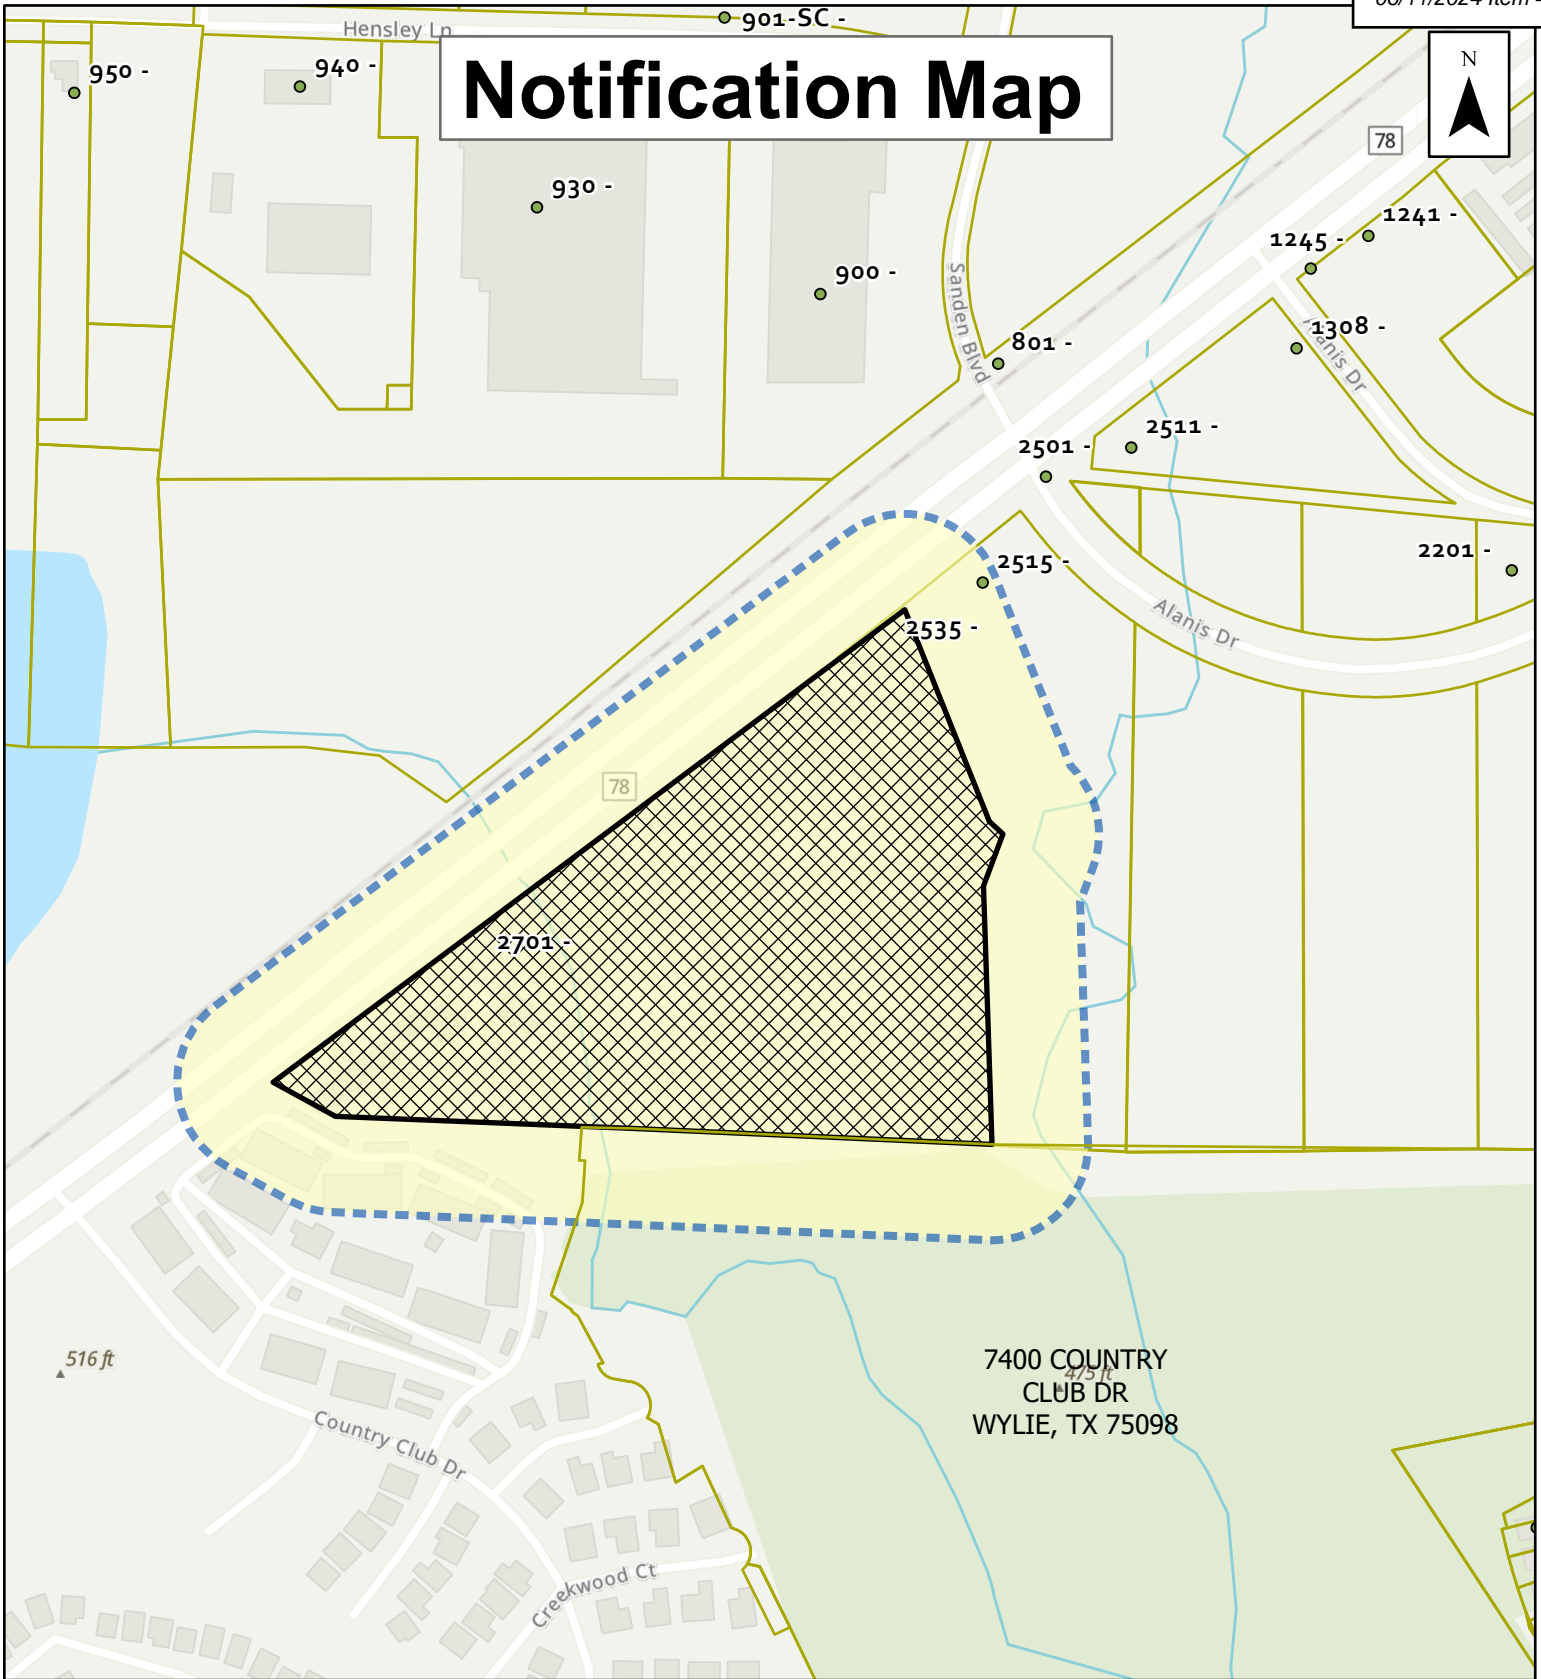 Hensley Ln
901-SC -
950 -
940 -
Notification Map
N
78
930 -
1241 -
1245 -
900 -
Sanden Blvd
1308 -
801 -
Alanis Dr
2511 -
2501 -
2201 -
2515 -
Alanis Dr
2535 -
78
2701 -
7400 COUNTRY
CLUB DR
WYLIE, TX 75098
475 ft
516 ft
Country Club Dr
Creekwood Ct